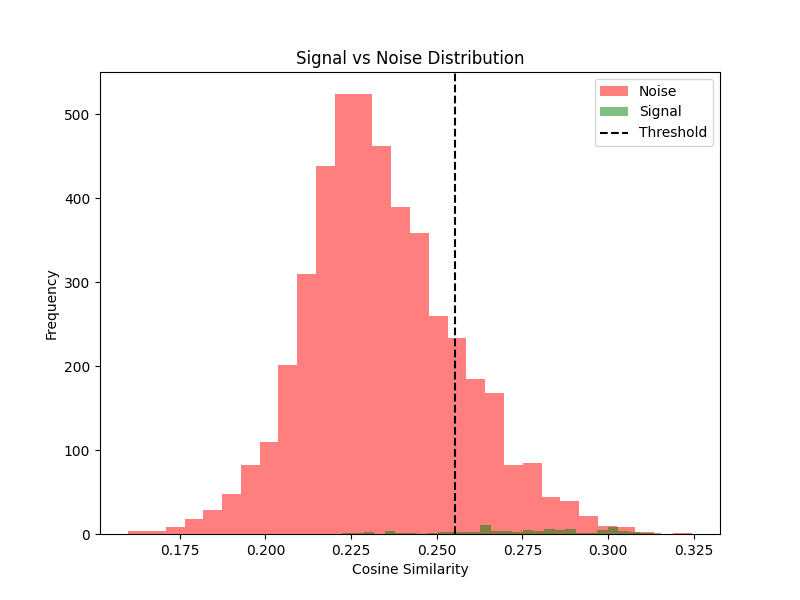 Signal vs Noise Distribution
Noise
Signal
Threshold
Frequency
500
400
300
200
100
0
0.175 0.200 0.225 0.250 0.275 0.300 0.325
Cosine Similarity